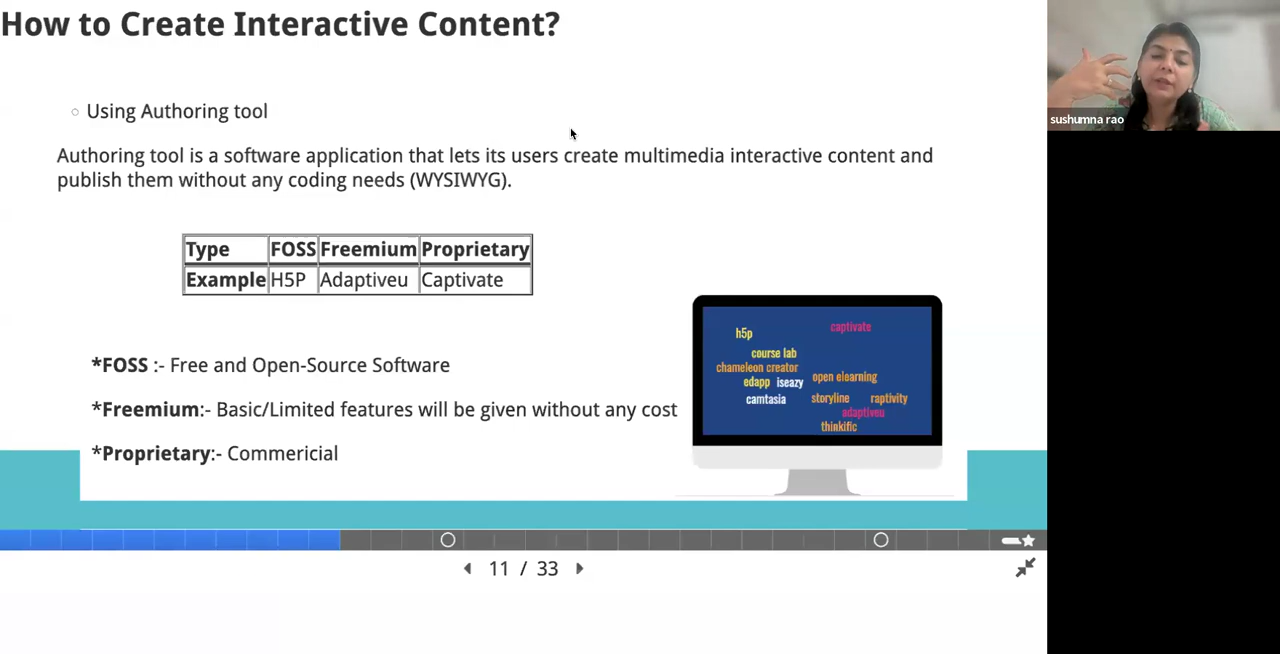 How to Create Interactive Content?
sushumna rao
Using Authoring tool
Authoring tool is a software application that lets its users create multimedia interactive content and
publish them without any coding needs (WYSIWYG).
Type FOSS Freemium Proprietary
Example H5P Adaptiveu Captivate
h5p captivate
course lab
chameleon creator
open elearning
edapp iseazy
camtasia storyline raptivity
adaptiveu
thinkific
*FOSS :- Free and Open-Source Software
*Freemium:- Basic/Limited features will be given without any cost
*Proprietary:- Commericial
11 / 33